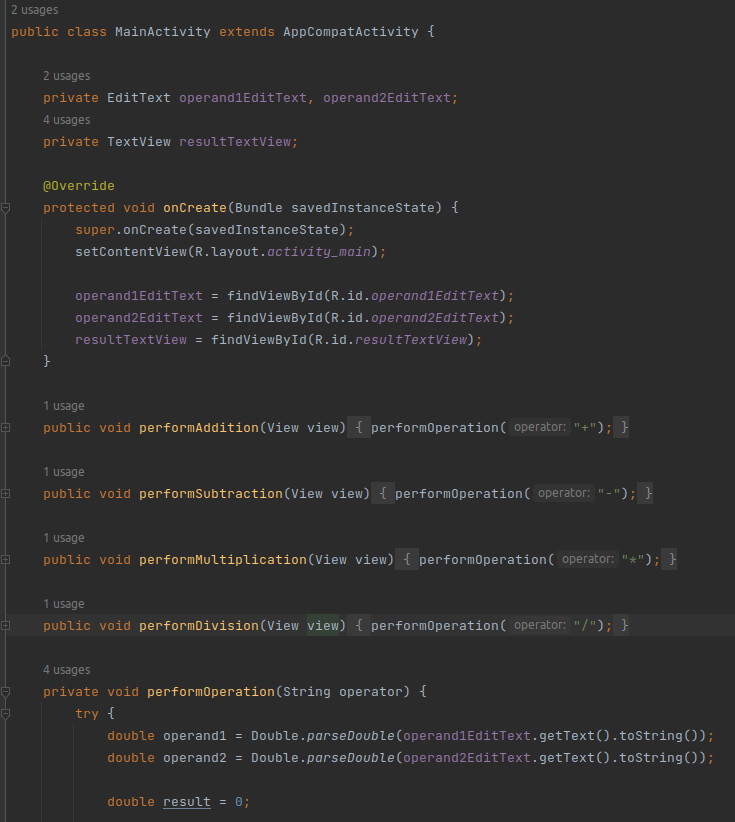 2 usages
public class MainActivity extends AppCompatActivity {
2 usages
private EditText operand1EditText, operand2EditText;
4 usages
private TextView resultTextView;
@Override
protected void onCreate(Bundle savedInstanceState) {
super.onCreate(savedInstanceState);
setContentView(R.layout.activity_main);
operand1EditText = findViewById(R.id.operand1EditText);
operand2EditText = findViewById(R.id.operand2EditText);
resultTextView = findViewById(R.id.resultTextView);
}
1 usage
public void performAddition(View view) { performOperation( operator: "+"); }
1 usage
public void performSubtraction(View view) { performOperation( operator: "-"); }
1 usage
public void performMultiplication(View view) { performOperation( operator: "*"); }
1 usage
public void performDivision(View view) { performOperation( operator: "/"); }
4 usages
private void performOperation(String operator) {
try {
double operand1 = Double.parseDouble(operand1EditText.getText().toString());
double operand2 = Double.parseDouble(operand2EditText.getText().toString());
double result = 0;